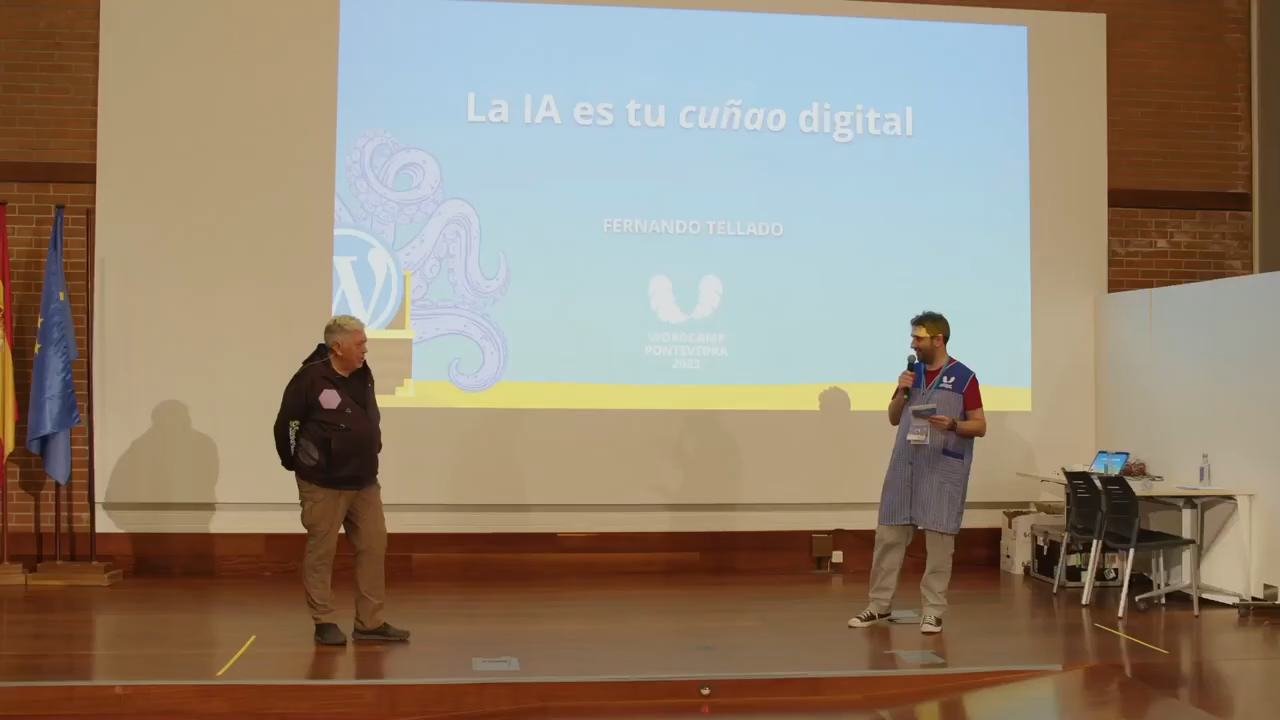 La IA es tu cuñao digital
FERNANDO TELLADO
WORDCAMP
PONTEVEDRA
2023